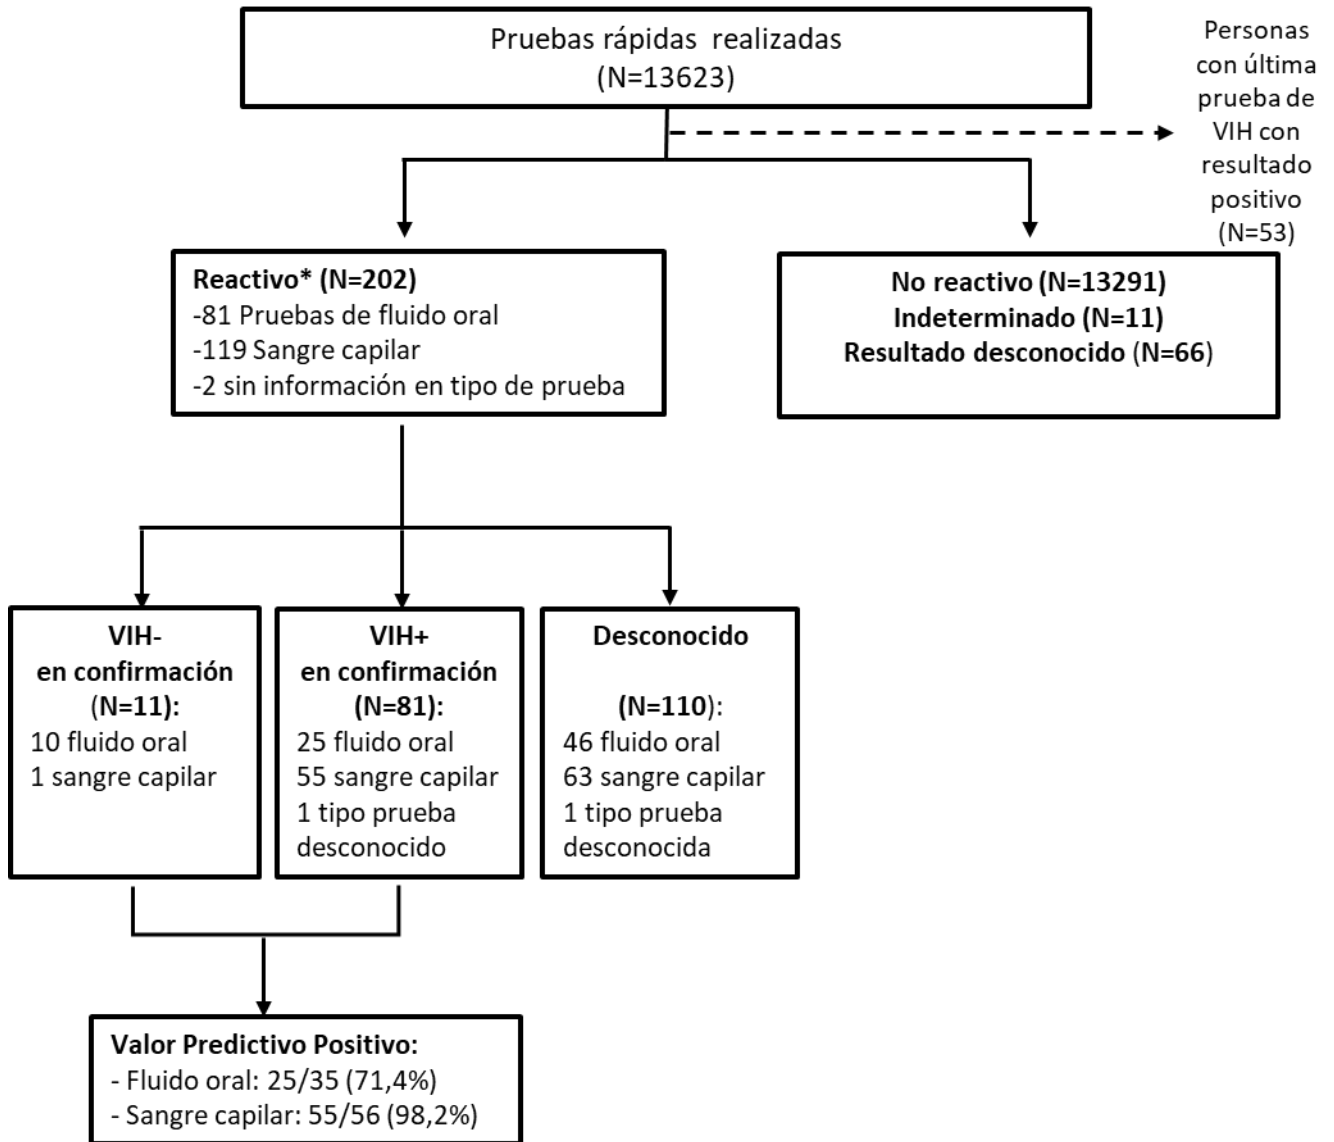 Pruebas rápidas realizadas
(N=13623)
Personas
con última
prueba de
VIH con
resultado
positivo
(N=53)
Reactivo* (N=202)
-81 Pruebas de fluido oral
-119 Sangre capilar
-2 sin información en tipo de prueba
No reactivo (N=13291)
Indeterminado (N=11)
Resultado desconocido (N=66)
VIH-
en confirmación
(N=11):
10 fluido oral
1 sangre capilar
VIH+
en confirmación
(N=81):
25 fluido oral
55 sangre capilar
1 tipo prueba
desconocido
Desconocido
(N=110):
46 fluido oral
63 sangre capilar
1 tipo prueba
desconocida
Valor Predictivo Positivo:
- Fluido oral: 25/35 (71,4%)
- Sangre capilar: 55/56 (98,2%)